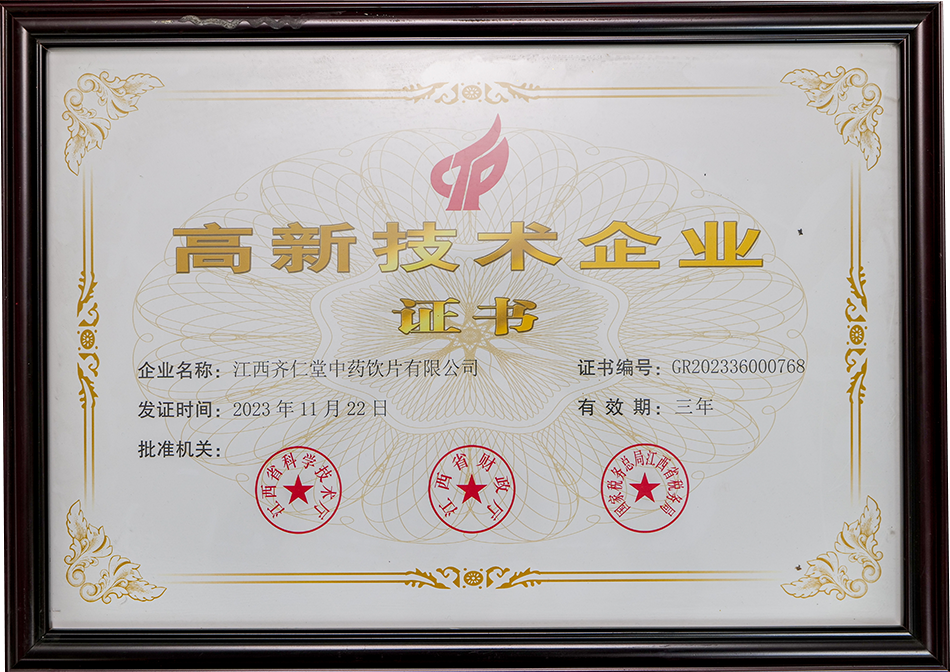 高新技术企业
证书
企业名称：江西齐仁堂中药饮片有限公司
证书编号：GR202336000768
发证时间：2023年11月22日
有效期：三年
批准机关：
江西省科学技术厅
江西省财政厅
国家税务总局江西省税务局